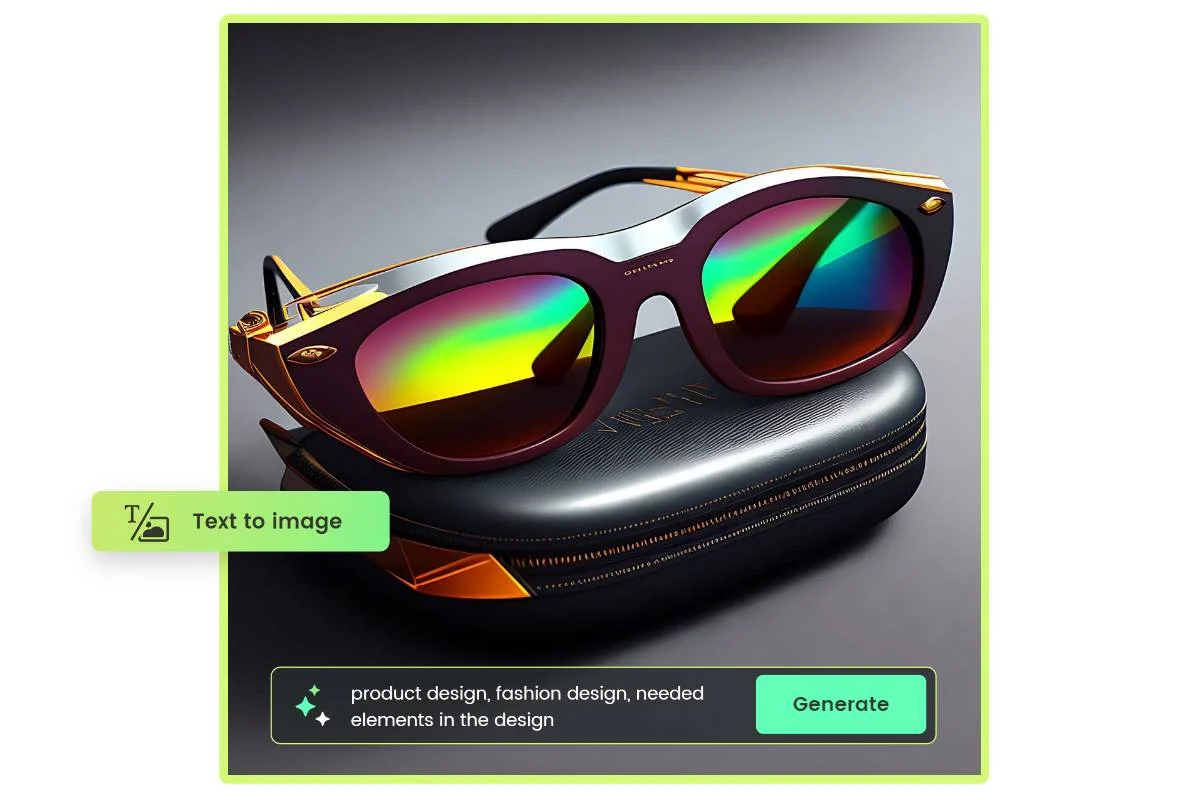 Text to image
product design, fashion design, needed
elements in the design
Generate